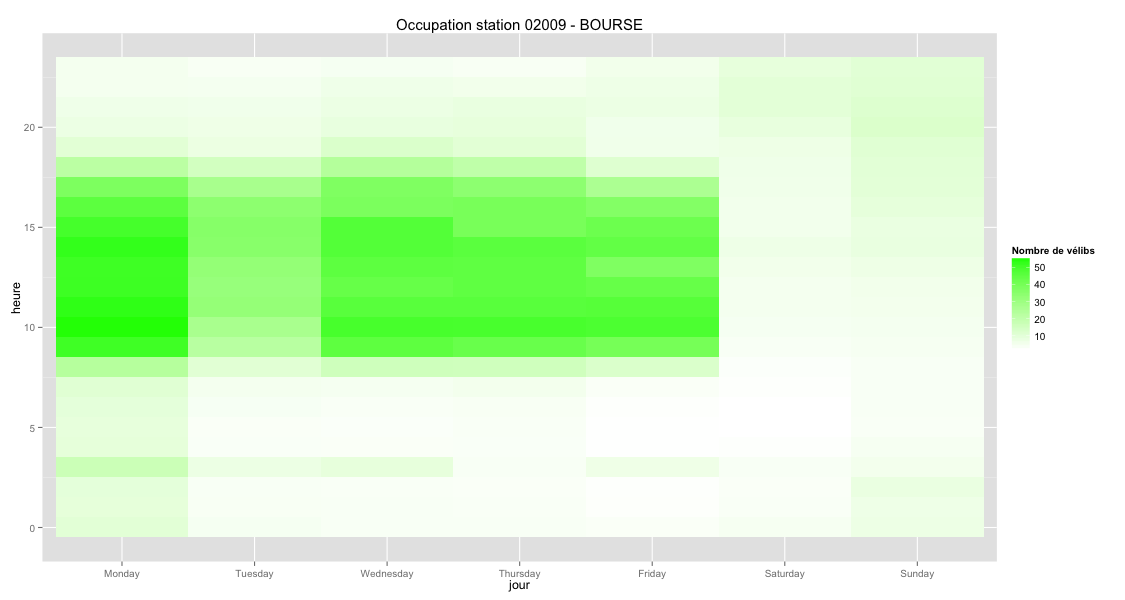 Occupation station 02009 - BOURSE
heure
20
15
10
5
0
Monday Tuesday Wednesday Thursday Friday Saturday Sunday
jour
Nombre de vélibs
50
40
30
20
10